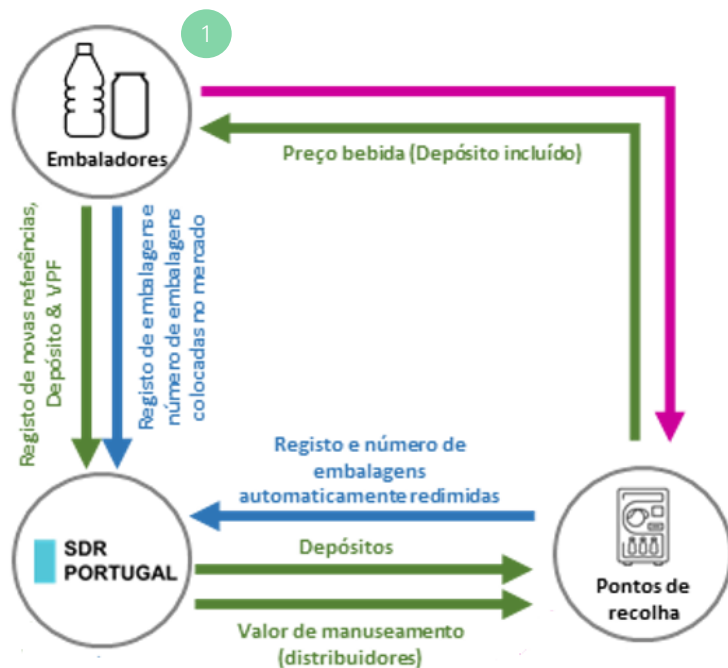 1
Embaladores
Preço bebida (Depósito incluído)
Registo de novas referências,
Depósito & VPF
Registo de embalagens e
número de embalagens
colocadas no mercado
Registo e número de
embalagens
automaticamente redimidas
SDR
PORTUGAL
Depósitos
Pontos de
recolha
Valor de manuseamento
(distribuidores)